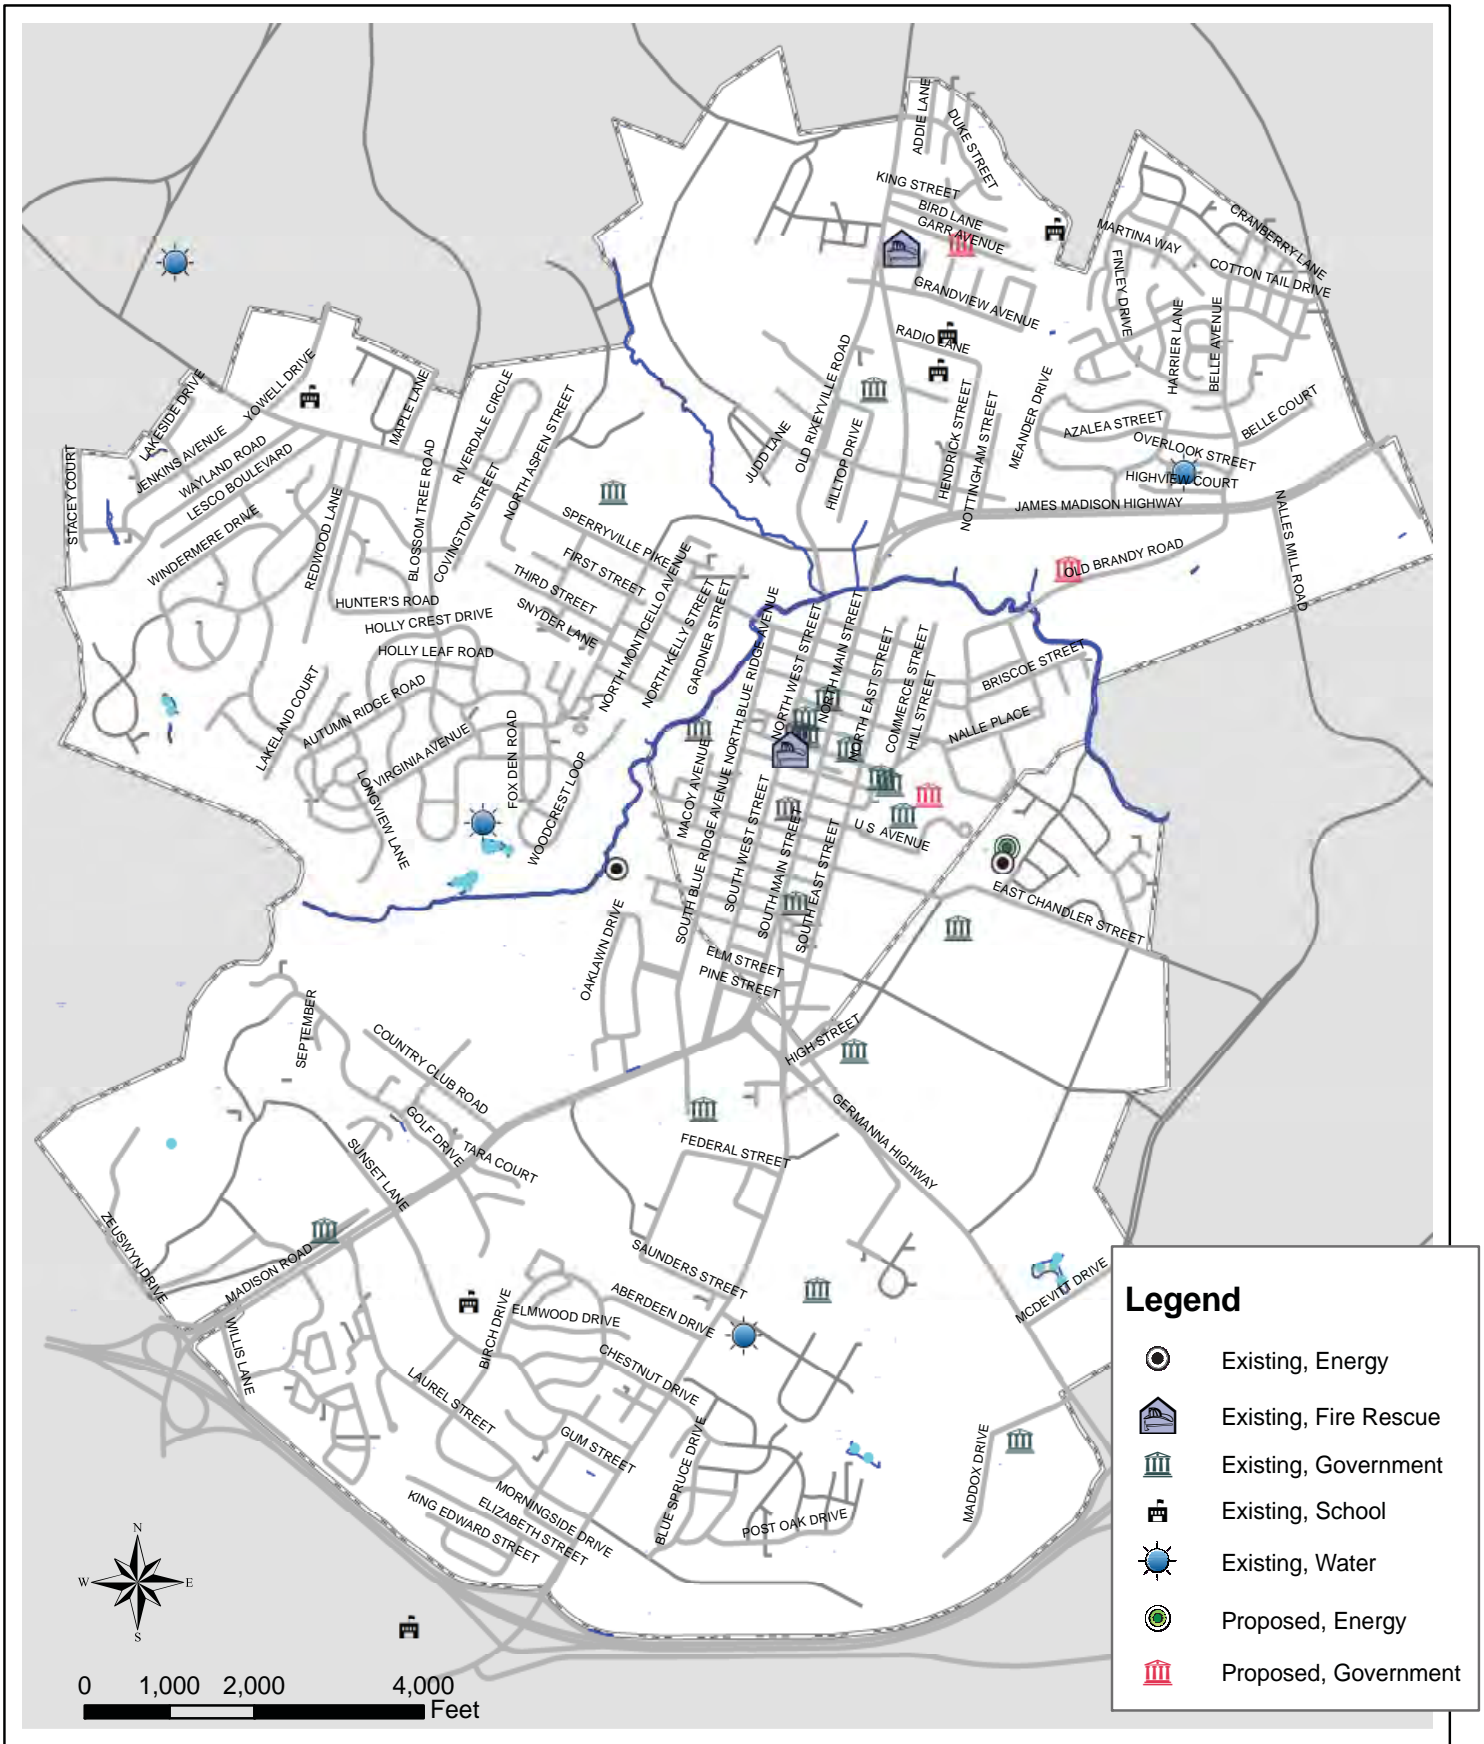 ADDIE LANE
DUKE STREET
KING STREET
BIRD LANE
GARR AVENUE
MARTINA WAY
CRANBERRY LANE
COTTON TAIL DRIVE
FINLEY DRIVE
HARRIER LANE
BELLE AVENUE
GRANDVIEW AVENUE
RADIO LANE
OLD RIXEYVILLE ROAD
HILLTOP DRIVE
JUDD LANE
HENDRICK STREET
NOTTINGHAM STREET
MEANDER DRIVE
AZALEA STREET
OVERLOOK STREET
BELLE COURT
HIGHVIEW COURT
JAMES MADISON HIGHWAY
NALLES MILL ROAD
OLD BRANDY ROAD
LAKESIDE DRIVE
YOWELL DRIVE
JENKINS AVENUE
WAYLAND ROAD
LESCO BOULEVARD
STACEY COURT
WINDERMERE DRIVE
MAPLE LANE
RIVERDALE CIRCLE
NORTH ASPEN STREET
BLOSSOM TREE ROAD
COVINGTON STREET
REDWOOD LANE
SPERRYVILLE PIKE
FIRST STREET
THIRD STREET
SNYDER LANE
HUNTER'S ROAD
HOLLY CREST DRIVE
HOLLY LEAF ROAD
NORTH MONTICELLO AVENUE
NORTH KELLY STREET
GARDNER STREET
NORTH BLUE RIDGE AVENUE
NORTH WEST STREET
NORTH MAIN STREET
NORTH EAST STREET
COMMERCE STREET
HILL STREET
BRISCOE STREET
NALLE PLACE
LAKELAND COURT
AUTUMN RIDGE ROAD
VIRGINIA AVENUE
FOX DEN ROAD
WOODCREST LOOP
LONGVIEW LANE
MACOY AVENUE
SOUTH BLUE RIDGE AVENUE
SOUTH WEST STREET
SOUTH MAIN STREET
SOUTH EAST STREET
U S AVENUE
EAST CHANDLER STREET
OAKLAWN DRIVE
ELM STREET
PINE STREET
HIGH STREET
SEPTEMBER
COUNTRY CLUB ROAD
GOLF DRIVE
TARA COURT
SUNSET LANE
GERMANNA HIGHWAY
FEDERAL STREET
ZEUSWYN DRIVE
MADISON ROAD
WILLIS LANE
SAUNDERS STREET
ABERDEEN DRIVE
ELMWOOD DRIVE
BIRCH DRIVE
CHESTNUT DRIVE
LAUREL STREET
GUM STREET
BLUE SPRUCE DRIVE
MORNINGSIDE DRIVE
ELIZABETH STREET
KING EDWARD STREET
POST OAK DRIVE
MADDOX DRIVE
MCDEVITT DRIVE
Legend
Existing, Energy
Existing, Fire Rescue
Existing, Government
Existing, School
Existing, Water
Proposed, Energy
Proposed, Government
N
W E
S
0 1,000 2,000 4,000
Feet